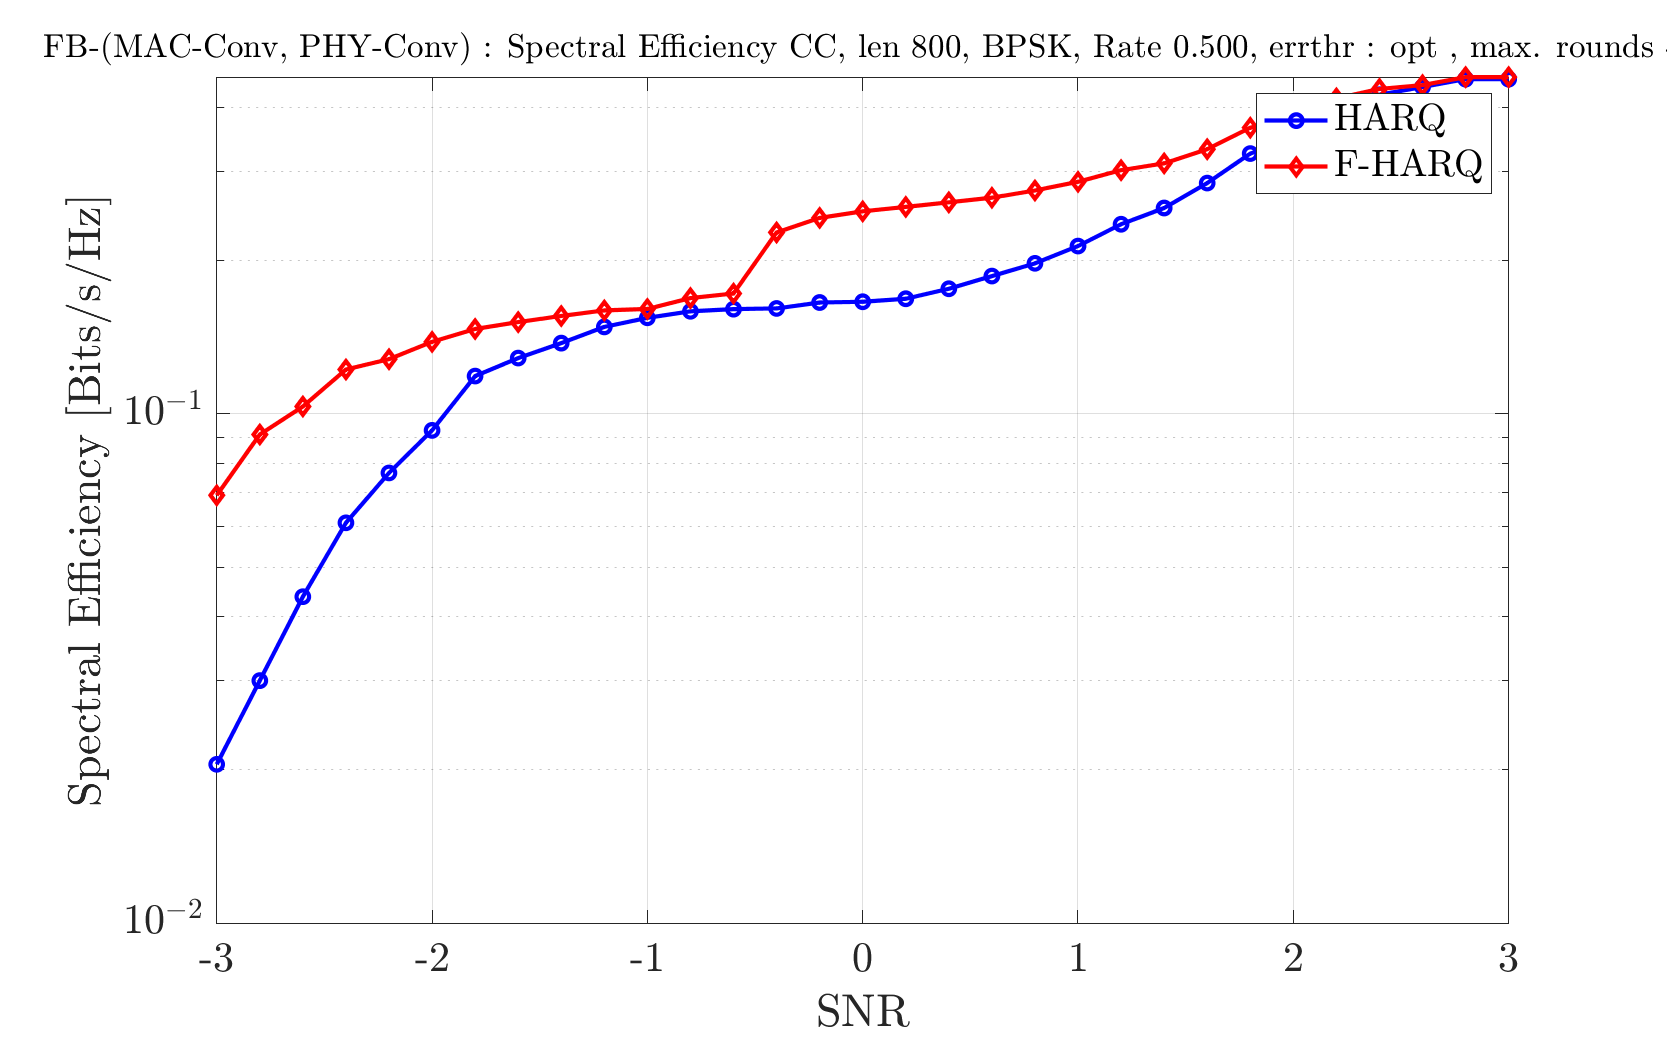 FB-(MAC-Conv, PHY-Conv) : Spectral Efficiency CC, len 800, BPSK, Rate 0.500, errthr : opt , max. rounds
HARQ
F-HARQ
Spectral Efficiency [Bits/s/Hz]
10⁻¹
10⁻²
-3 -2 -1 0 1 2 3
SNR